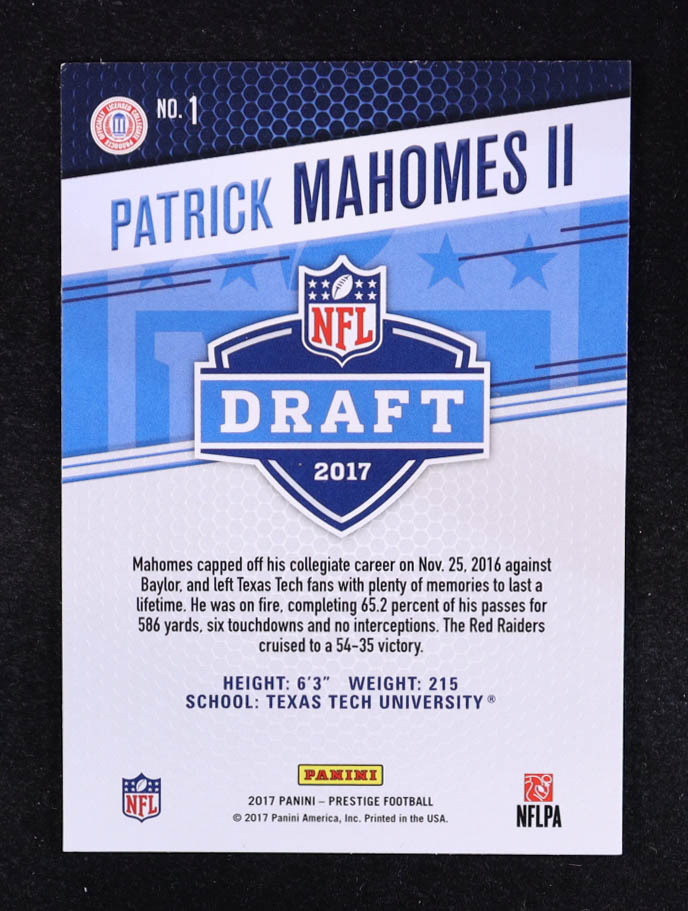 OFFICIALLY LICENSED COLLEGIATE PRODUCTS
NO. 1
PATRICK MAHOMES II
NFL
DRAFT
2017
Mahomes capped off his collegiate career on Nov. 25, 2016 against
Baylor, and left Texas Tech fans with plenty of memories to last a
lifetime. He was on fire, completing 65.2 percent of his passes for
586 yards, six touchdowns and no interceptions. The Red Raiders
cruised to a 54-35 victory.
HEIGHT: 6'3" WEIGHT: 215
SCHOOL: TEXAS TECH UNIVERSITY®
PANINI
NFL
2017 PANINI – PRESTIGE FOOTBALL
© 2017 Panini America, Inc. Printed in the USA.
NFLPA